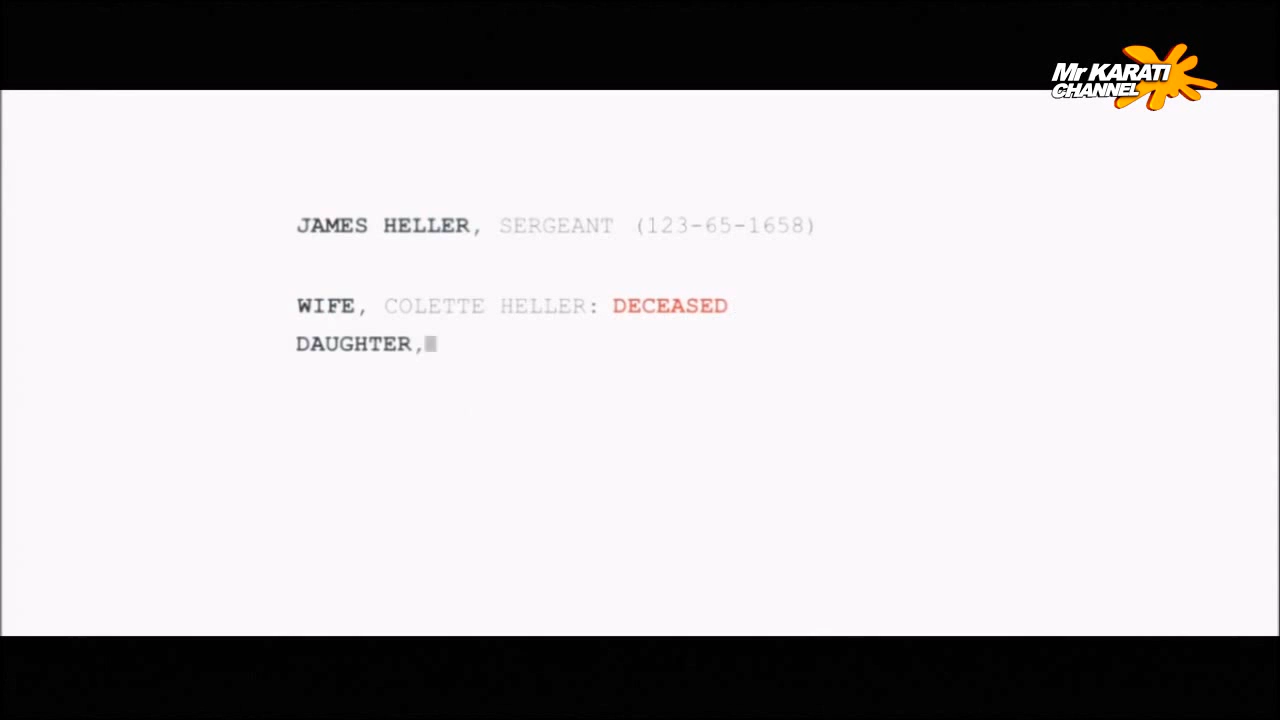 Mr KARATI
CHANNEL
JAMES HELLER, SERGEANT (123-65-1658)
WIFE, COLETTE HELLER: DECEASED
DAUGHTER,